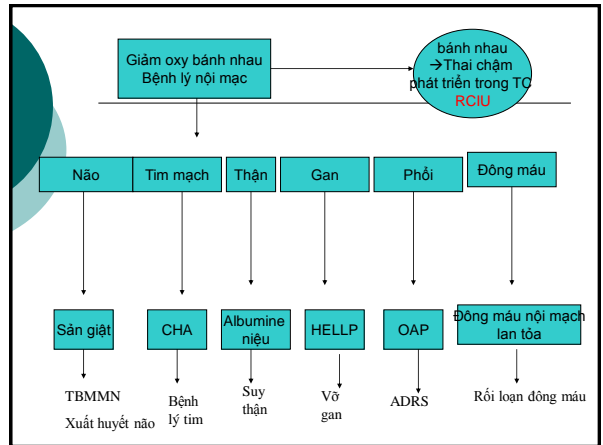 Giảm oxy bánh nhau
Bệnh lý nội mạc
bánh nhau
→Thai chậm
phát triển trong TC
RCIU
Não
Tim mạch
Thận
Gan
Phổi
Đông máu
Sản giật
CHA
Albumine
niệu
HELLP
OAP
Đông máu nội mạch
lan tỏa
TBMMN
Xuất huyết não
Bệnh
lý tim
Suy
thận
Vỡ
gan
ADRS
Rối loạn đông máu